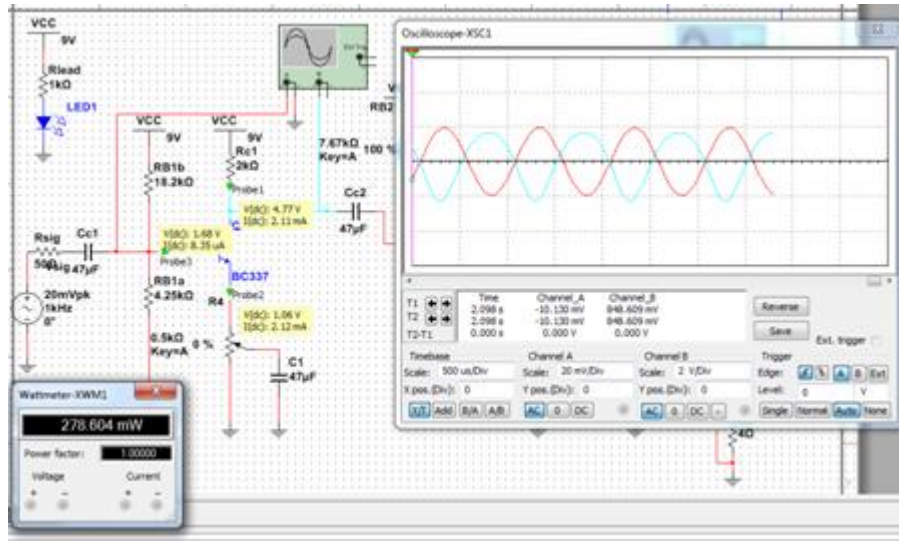 VCC
9V
Rlead
1kΩ
LED1
VCC
9V
RB1b
18.2kΩ
VCC
9V
Rc1
2kΩ
Probe1
V(dc): 4.77 V
I(dc): 2.11 mA
RB2
7.67kΩ
Key=A
100 %
Cc2
47µF
V(dc): 1.68 V
I(dc): 8.35 uA
Probe3
Rsig
Cc1
47µF
20mVpk
1kHz
0°
RB1a
4.25kΩ
BC337
Probe2
R4
V(dc): 1.06 V
I(dc): 2.12 mA
0.5kΩ
Key=A
0 %
C1
47µF
4Ω
Oscilloscope-XSC1
Time
Channel_A
Channel_B
T1
2.098 s
-10.130 mV
848.609 mV
T2
2.098 s
-10.130 mV
848.609 mV
T2-T1
0.000 s
0.000 V
0.000 V
Reverse
Save
Ext. trigger
Timebase
Scale: 500 us/Div
X pos.(Div): 0
Y/T Add B/A A/B
Channel A
Scale: 20 mV/Div
Y pos.(Div): 0
AC 0 DC
Channel B
Scale: 2 V/Div
Y pos.(Div): 0
AC 0 DC -
Trigger
Edge: A B Ext
Level: 0 V
Single Normal Auto None
Wattmeter-XWM1
278.604 mW
Power factor: 1.00000
Voltage
Current
+ - + -